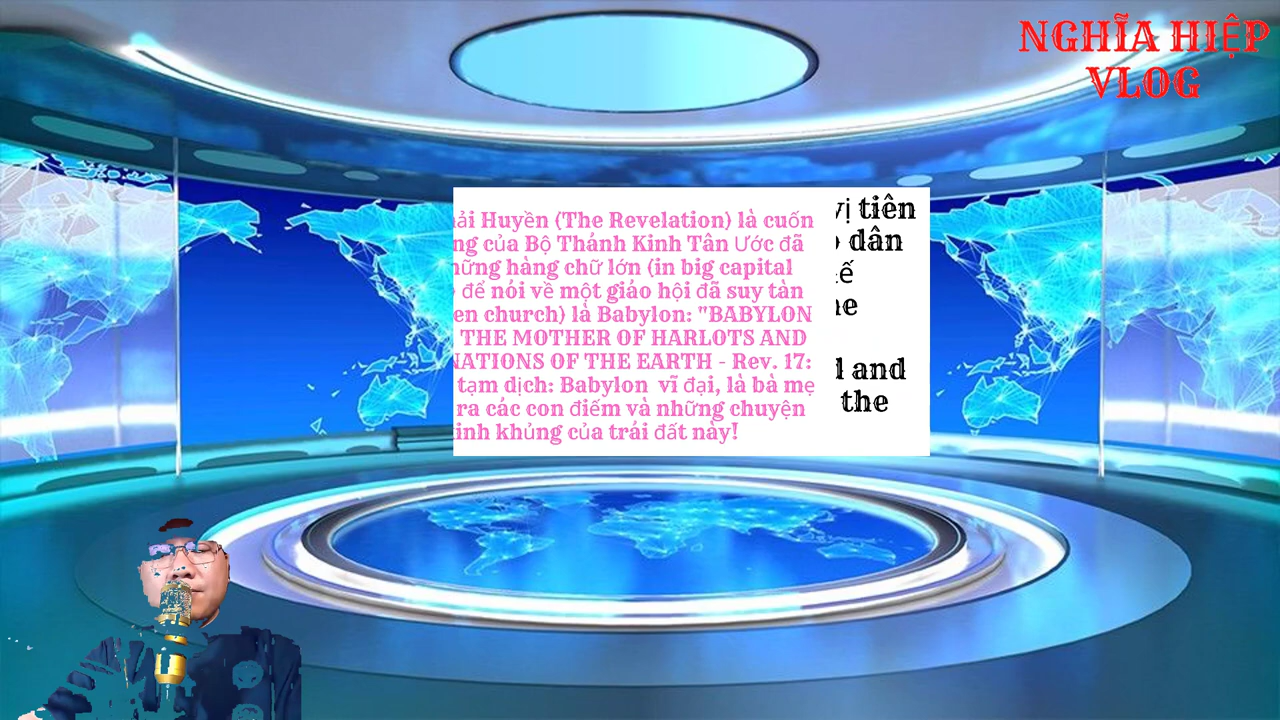 NGHĨA HIỆP
VLOG
ải Huyền (The Revelation) là cuốn
ng của Bộ Thánh Kinh Tân Ước đã
hững hàng chữ lớn (in big capital
để nói về một giáo hội đã suy tàn
en church) là Babylon: "BABYLON
THE MOTHER OF HARLOTS AND
NATIONS OF THE EARTH - Rev. 17:
tạm dịch: Babylon vĩ đại, là bà mẹ
ra các con điếm và những chuyện
inh khủng của trái đất này!
vị tiên
dân
ế
e
and
the